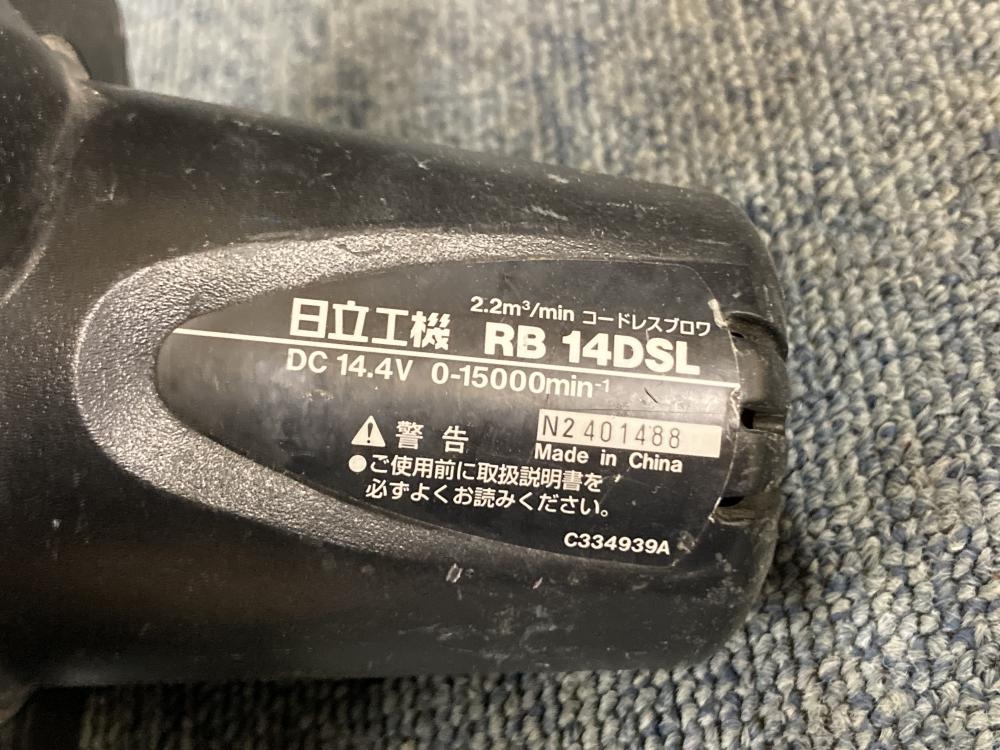 2.2m³/min コードレスブロワ
日立工機 RB 14DSL
DC 14.4V 0-15000min⁻¹
警告
N2 401488
Made in China
●ご使用前に取扱説明書を
必ずよくお読みください。
C334939A